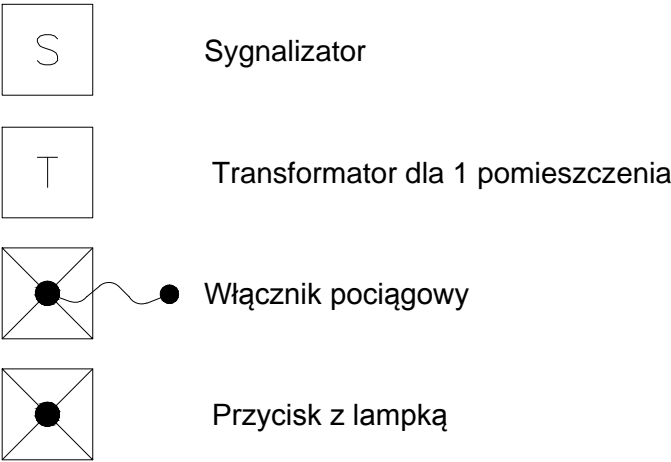 S Sygnalizator
T Transformator dla 1 pomieszczenia
Włącznik pociągowy
Przycisk z lampką